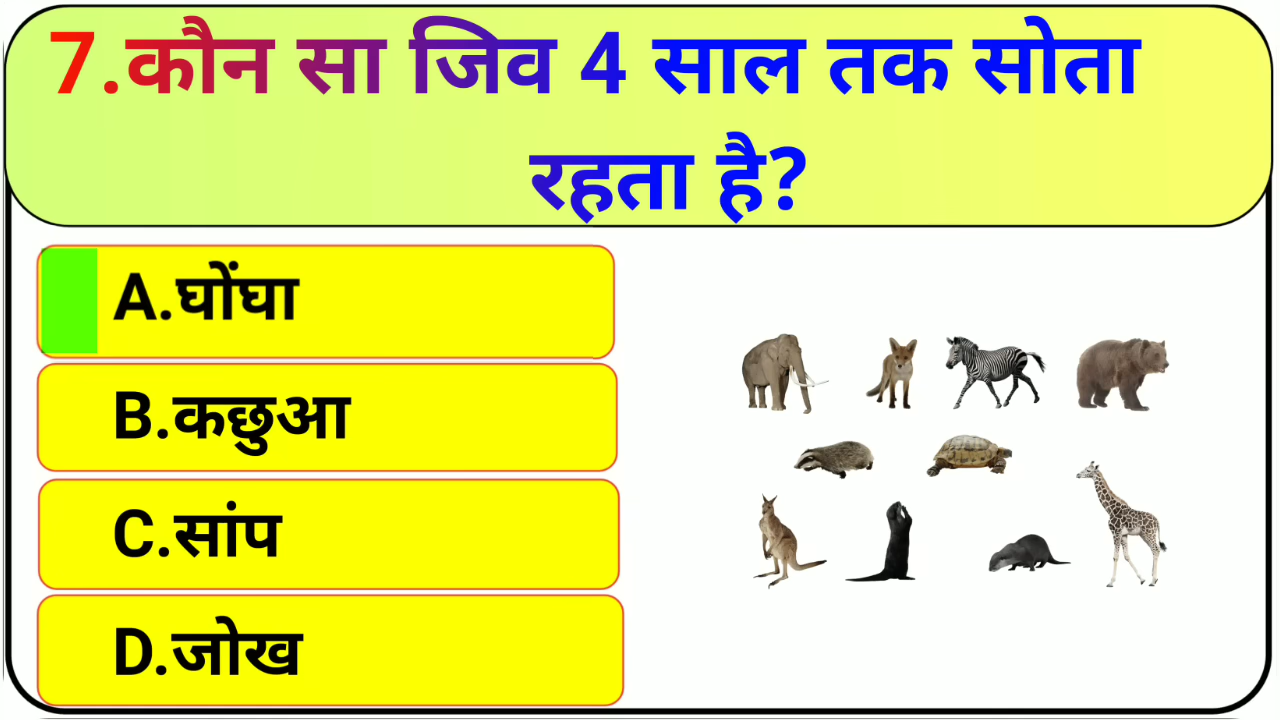 7.कौन सा जिव 4 साल तक सोता
रहता है?
A.घोंघा
B.कछुआ
C.सांप
D.जोख